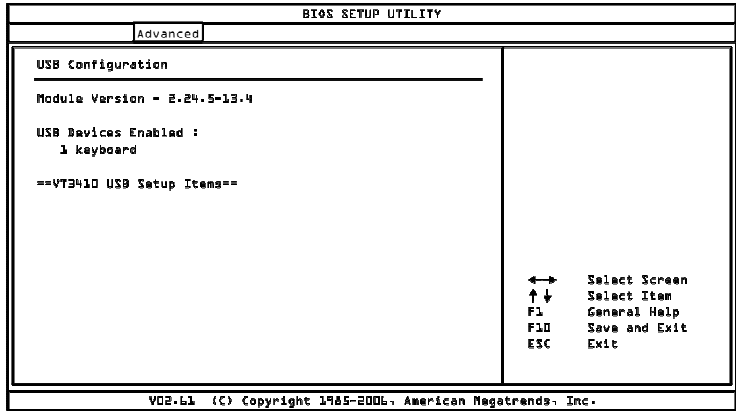 BIOS SETUP UTILITY
Advanced
USB Configuration
Module Version - 2.24.5-13.4
USB Devices Enabled :
1 keyboard
==VT3410 USB Setup Items==
←→ Select Screen
↑↓ Select Item
F1 General Help
F10 Save and Exit
ESC Exit
V02.61 (C) Copyright 1985-2006, American Megatrends, Inc.